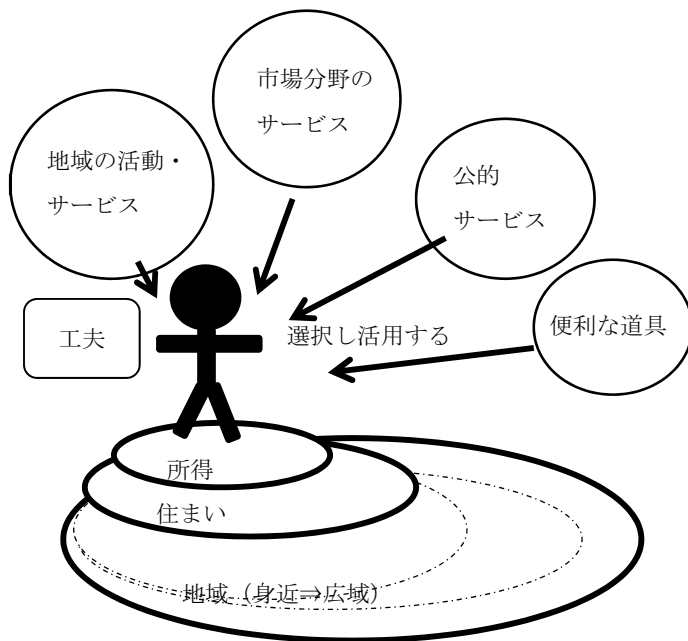 市場分野の
サービス
地域の活動・
サービス
公的
サービス
便利な道具
工夫
選択し活用する
所得
住まい
地域（身近⇒広域）